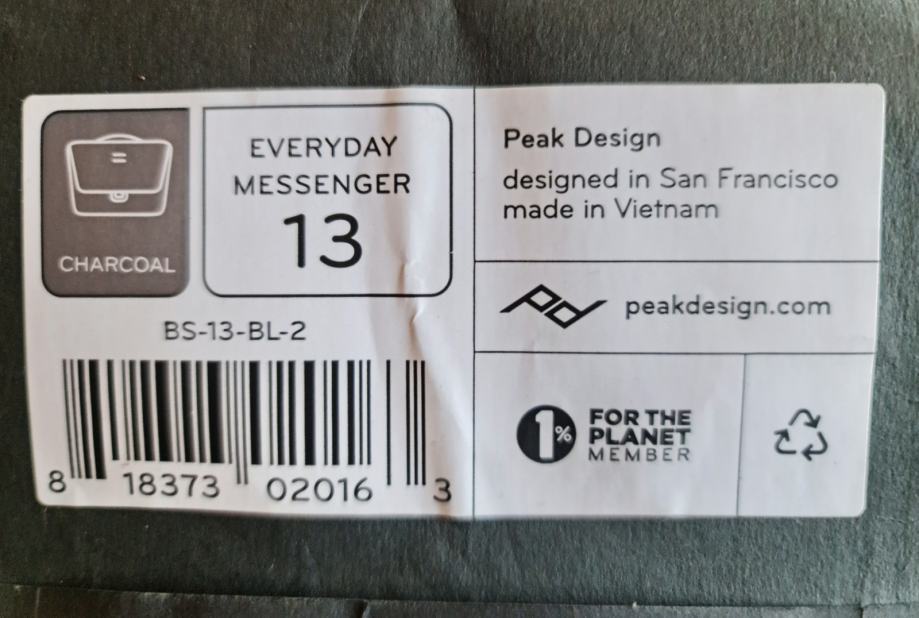 CHARCOAL
EVERYDAY
MESSENGER
13
BS-13-BL-2
8 18373 02016 3
Peak Design
designed in San Francisco
made in Vietnam
pd peakdesign.com
1%
FOR THE
PLANET
MEMBER